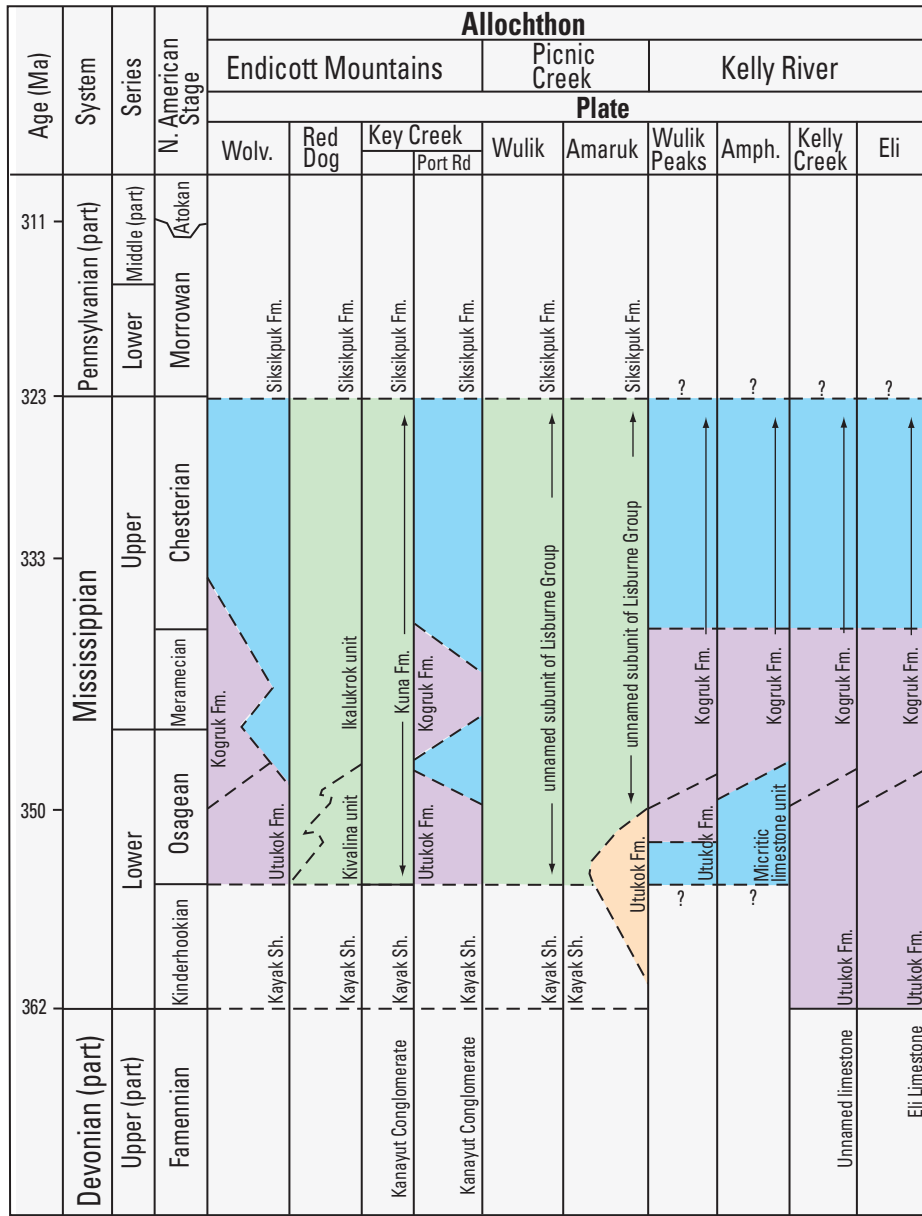 Allochthon
Endicott Mountains
Picnic
Creek
Kelly River
Plate
Age (Ma)
System
Series
N. American
Stage
Wolv.
Red
Dog
Key Creek
Port Rd
Wulik
Amaruk
Wulik
Peaks
Amph.
Kelly
Creek
Eli
311
323
333
350
362
Pennsylvanian (part)
Mississippian
Devonian (part)
Middle (part)
Lower
Upper
Lower
Upper (part)
Atokan
Morrowan
Chesterian
Meramecian
Osagean
Kinderhookian
Famennian
Siksikpuk Fm.
Kogruk Fm.
Utukok Fm.
Kayak Sh.
Siksikpuk Fm.
Ikalukrok unit
Kivalina unit
Kayak Sh.
Siksikpuk Fm.
Kuna Fm.
Kayak Sh.
Kanayut Conglomerate
Siksikpuk Fm.
Kogruk Fm.
Utukok Fm.
Kayak Sh.
Kanayut Conglomerate
Siksikpuk Fm.
unnamed subunit of Lisburne Group
Kayak Sh.
Siksikpuk Fm.
unnamed subunit of Lisburne Group
Utukok Fm.
Kayak Sh.
?
Kogruk Fm.
Utukok Fm.
?
?
Kogruk Fm.
Micritic
limestone unit
?
?
Kogruk Fm.
Utukok Fm.
Unnamed limestone
?
Kogruk Fm.
Utukok Fm.
Eli Limestone